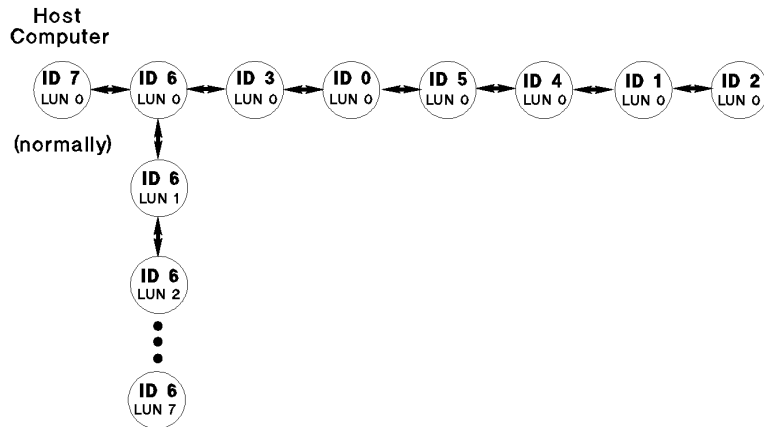 Host
Computer
ID 7
LUN 0
ID 6
LUN 0
ID 3
LUN 0
ID 0
LUN 0
ID 5
LUN 0
ID 4
LUN 0
ID 1
LUN 0
ID 2
LUN 0
(normally)
ID 6
LUN 1
ID 6
LUN 2
ID 6
LUN 7